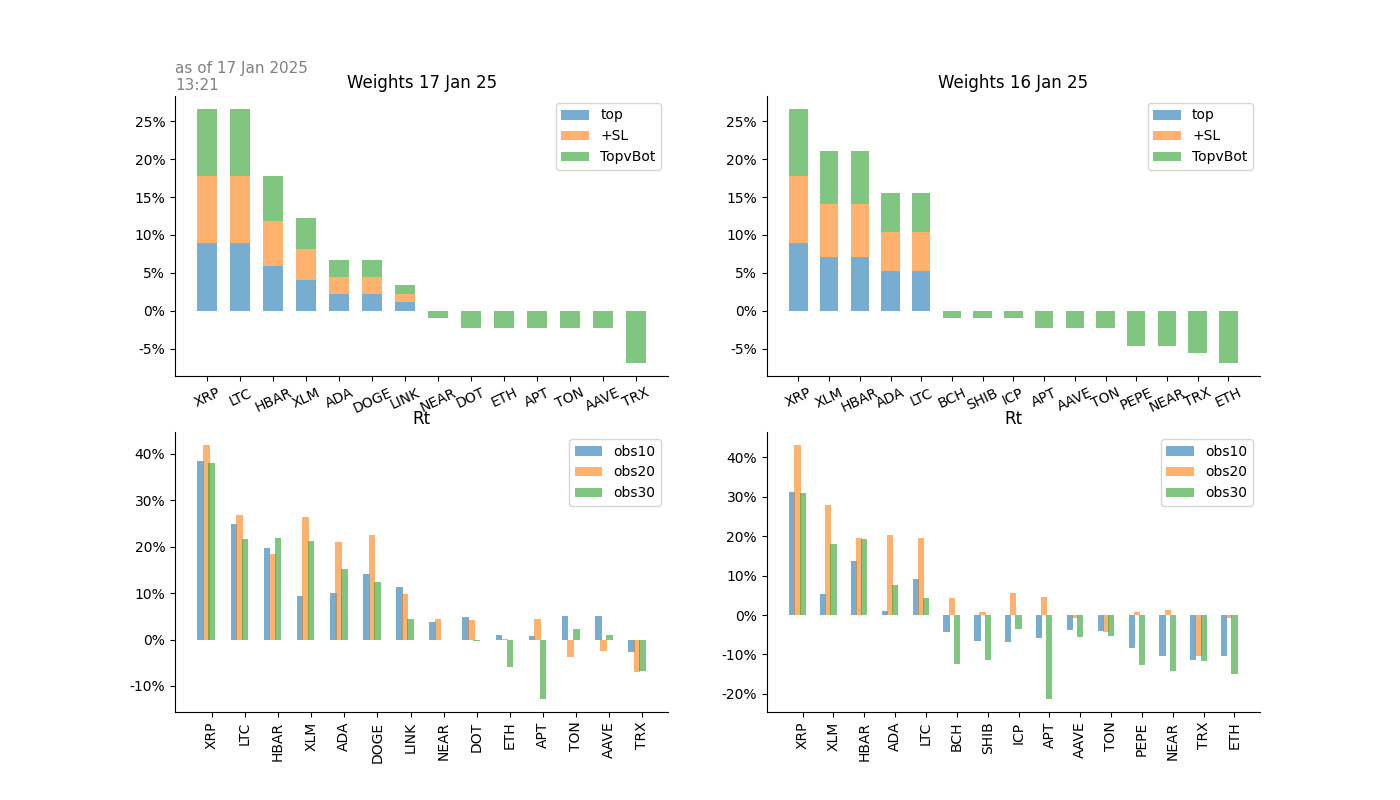 as of 17 Jan 2025
13:21
Weights 17 Jan 25
25%
20%
15%
10%
5%
0%
-5%
top
+SL
TopvBot
XRP LTC HBAR XLM ADA DOGE LINK NEAR DOT ETH APT TON AAVE TRX
Weights 16 Jan 25
25%
20%
15%
10%
5%
0%
-5%
top
+SL
TopvBot
XRP XLM HBAR ADA LTC BCH SHIB ICP APT AAVE TON PEPE NEAR TRX ETH
Rt
40%
30%
20%
10%
0%
-10%
obs10
obs20
obs30
XRP LTC HBAR XLM ADA DOGE LINK NEAR DOT ETH APT TON AAVE TRX
Rt
40%
30%
20%
10%
0%
-10%
-20%
obs10
obs20
obs30
XRP XLM HBAR ADA LTC BCH SHIB ICP APT AAVE TON PEPE NEAR TRX ETH